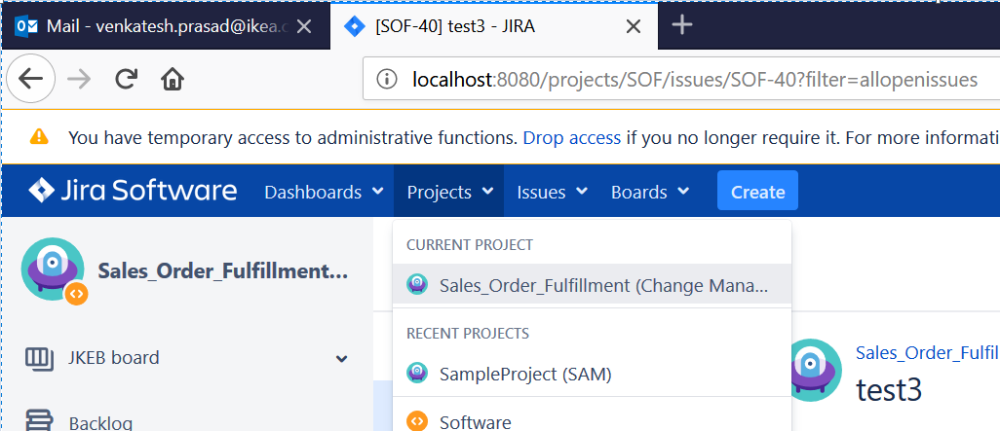 Mail - venkatesh.prasad@ikea.c
[SOF-40] test3 - JIRA
localhost:8080/projects/SOF/issues/SOF-40?filter=allopenissues
You have temporary access to administrative functions. Drop access if you no longer require it. For more informati
Jira Software Dashboards Projects Issues Boards Create
CURRENT PROJECT
Sales_Order_Fulfillment...
Sales_Order_Fulfillment (Change Mana...
RECENT PROJECTS
JKEB board
SampleProject (SAM)
Sales_Order_Fulfil
test3
Backlog
Software